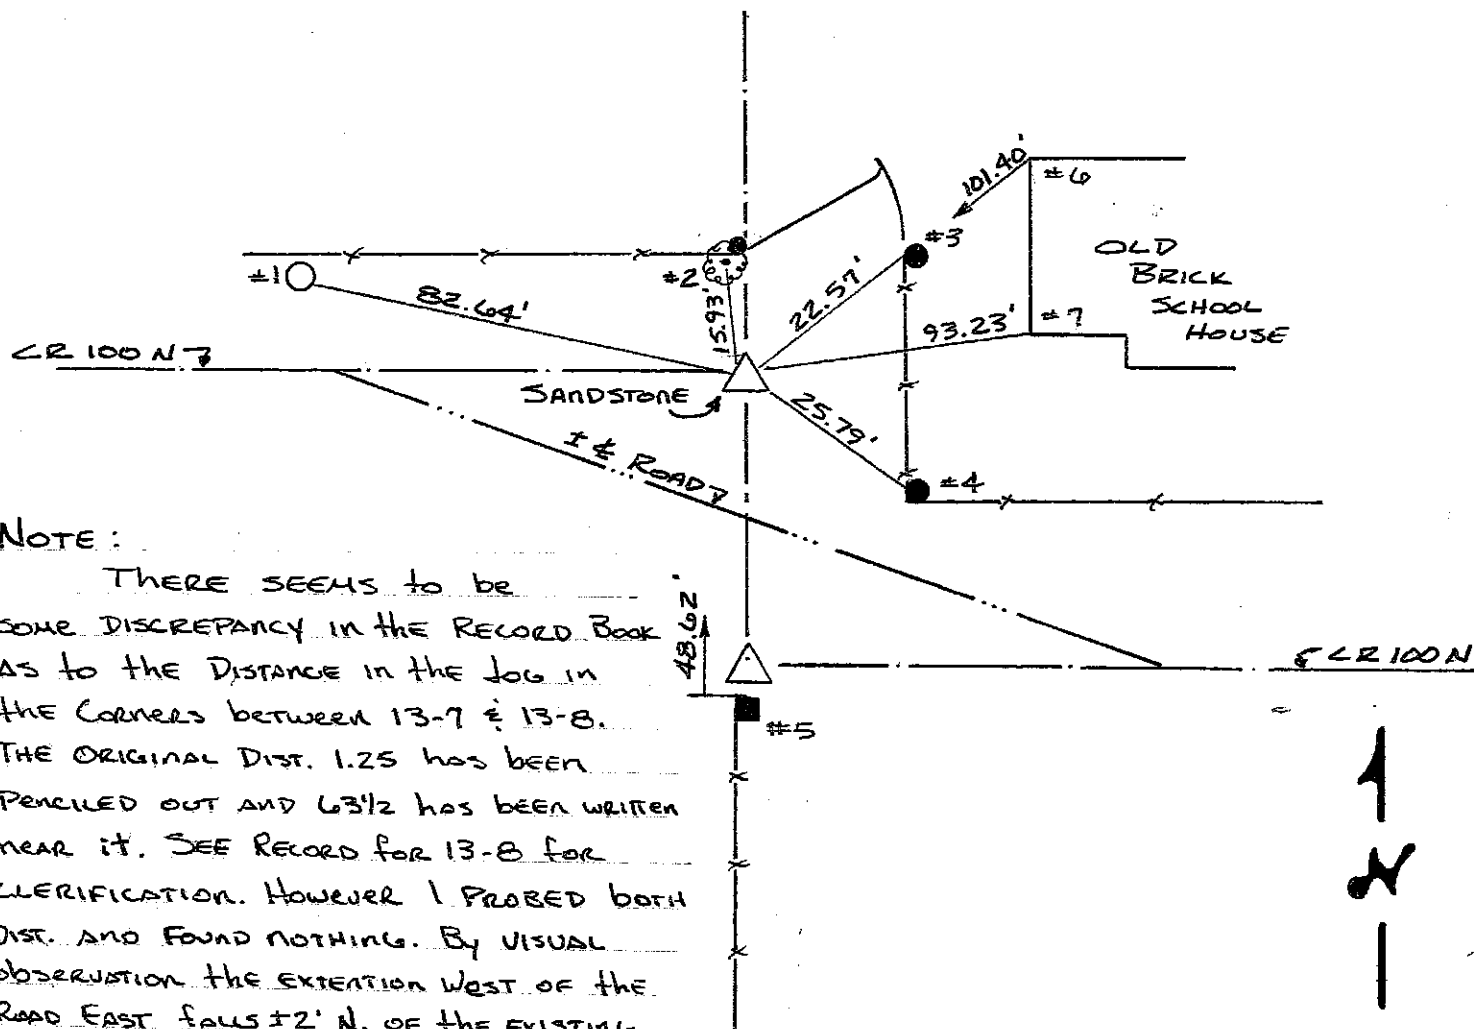 101.40'
#6
#3
OLD
BRICK
SCHOOL
HOUSE
#1
#2
82.64'
15.93'
22.57'
93.23'
#7
CR 100 N
SANDSTONE
25.79'
± ℄ ROAD
#4
NOTE:
THERE SEEMS to be
SOME DISCREPANCY IN the RECORD BOOK
AS to the DISTANCE IN the JOG in
the CORNERS between 13-7 & 13-8.
THE ORIGINAL DIST. 1.25 has been
PENCILED OUT AND 63 1/2 has been WRITTEN
NEAR it. SEE RECORD for 13-8 for
CLERIFICATION. HOWEVER I PROBED both
DIST. AND FOUND NOTHING. By VISUAL
observation the EXTENTION WEST OF the
ROAD EAST FALLS ±2' N. OF the EXISTING
48.62'
CR 100 N
#5
N